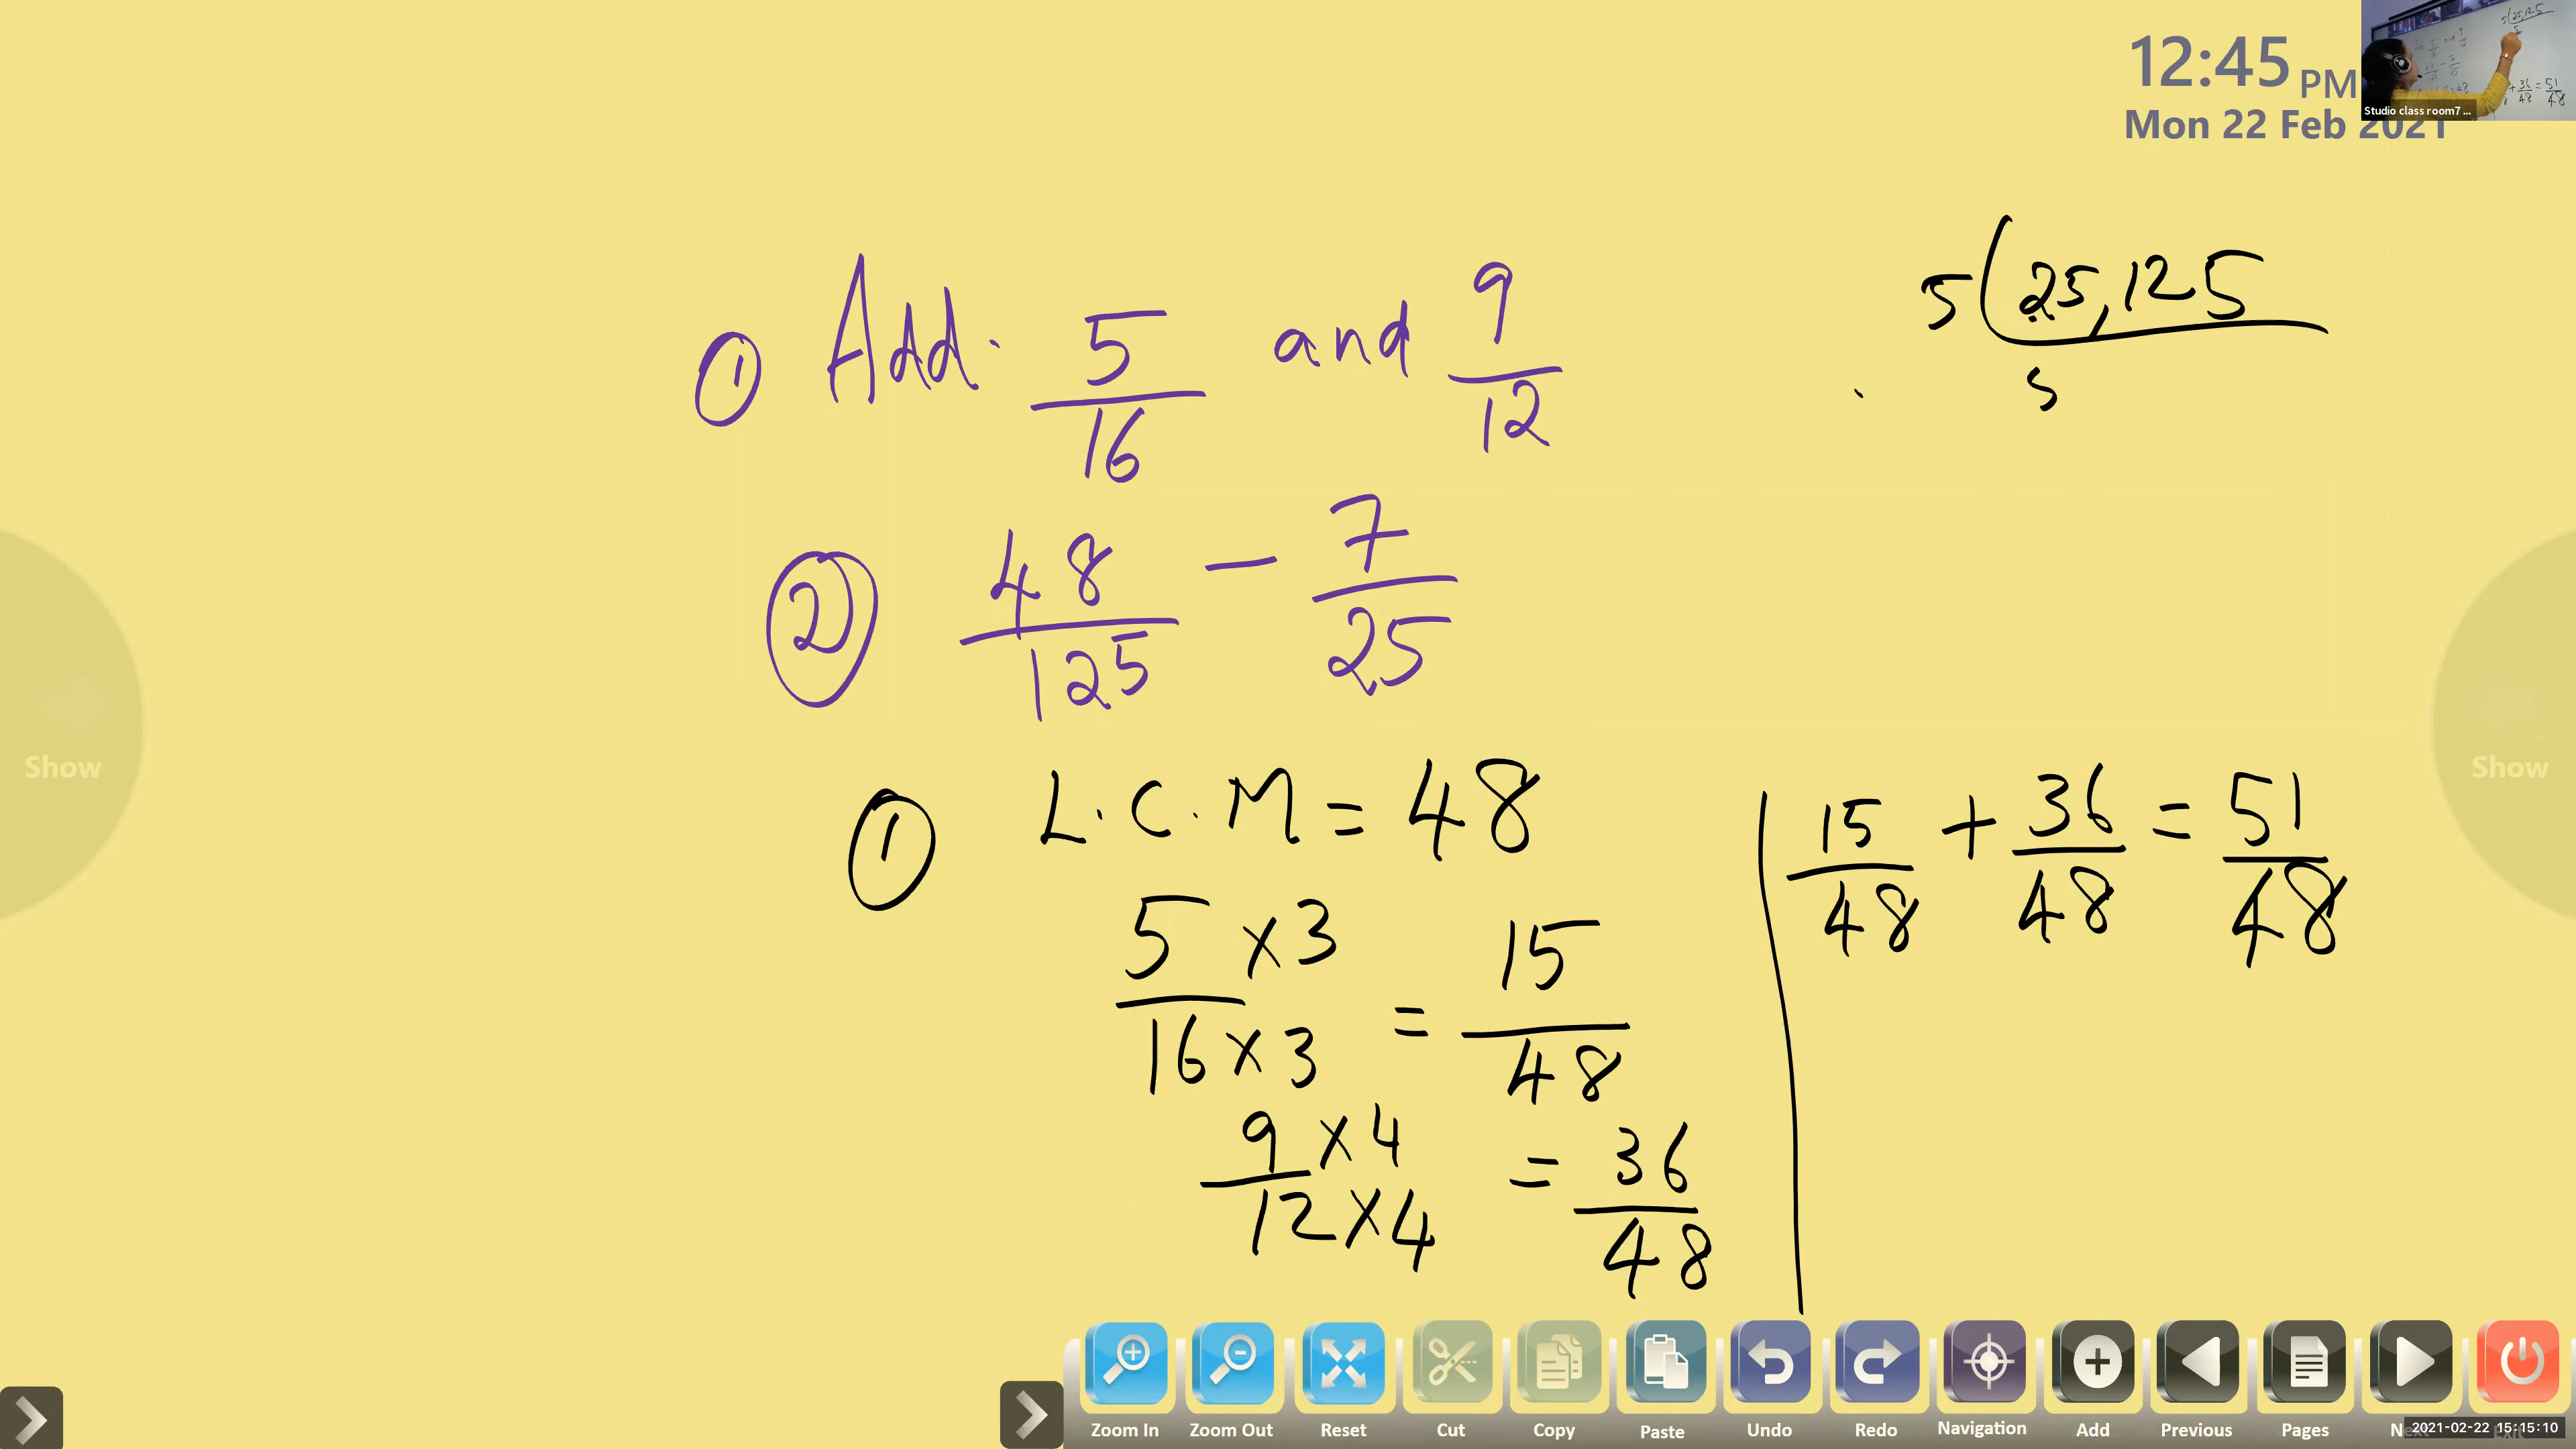 12:45 PM
Mon 22 Feb 2021
Studio class room7 ...
① Add. 5/16 and 9/12
② 48/125 - 7/25
5 ( 25, 125
5
① L.C.M = 48
5 × 3 / 16 × 3 = 15/48
9 × 4 / 12 × 4 = 36/48
15/48 + 36/48 = 51/48
Show
Show
Zoom In Zoom Out Reset Cut Copy Paste Undo Redo Navigation Add Previous Pages
2021-02-22 15:15:10